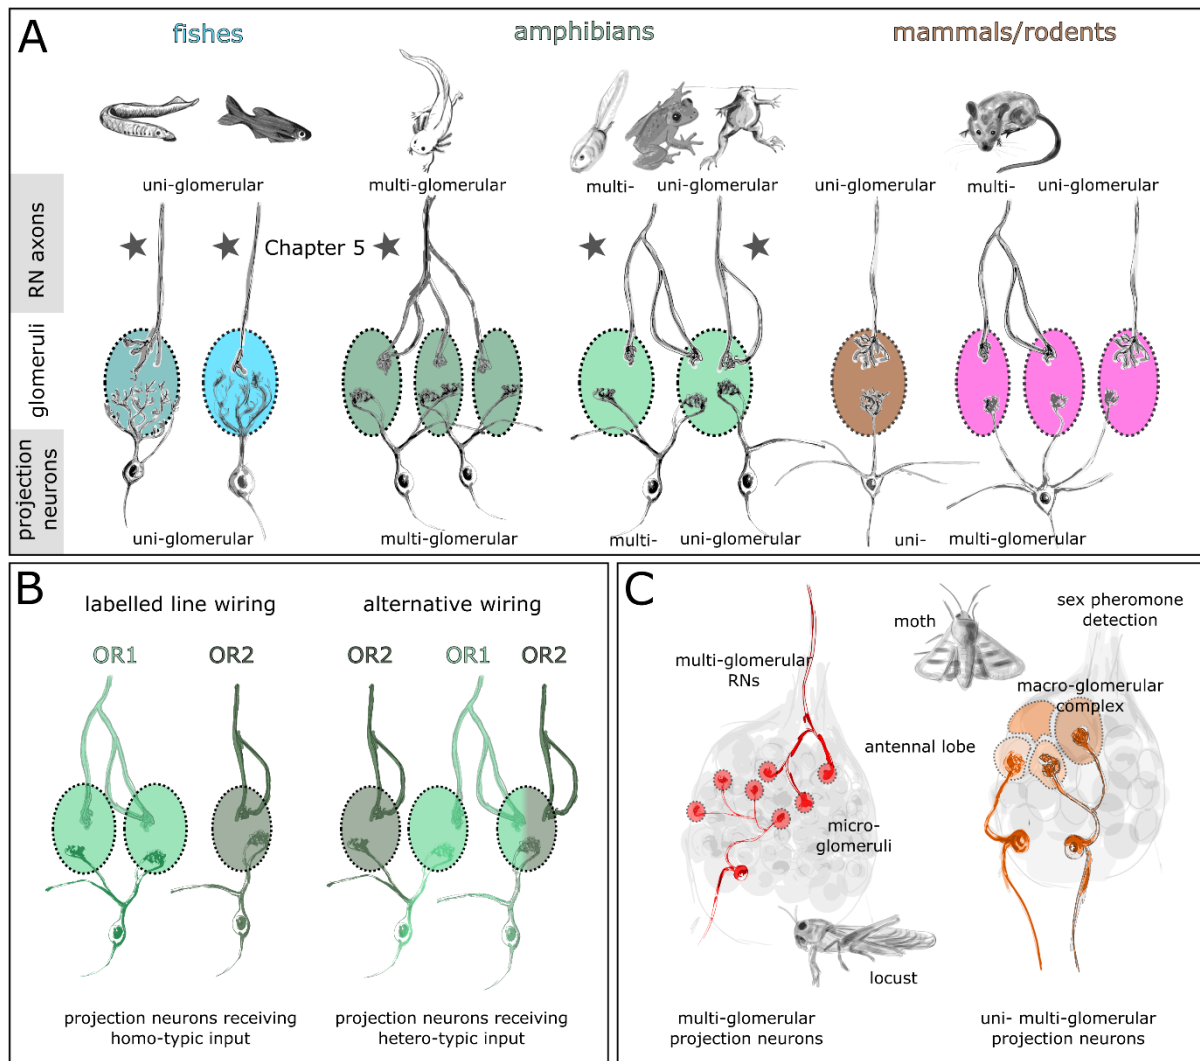 A
fishes
amphibians
mammals/rodents
uni-glomerular
multi-glomerular
multi-
uni-glomerular
uni-glomerular
multi-
uni-glomerular
RN axons
Chapter 5
glomeruli
projection
neurons
uni-glomerular
multi-glomerular
multi-
uni-glomerular
uni-
multi-glomerular
B
labelled line wiring
alternative wiring
OR1
OR2
OR2
OR1
OR2
projection neurons receiving
homo-typic input
projection neurons receiving
hetero-typic input
C
moth
sex pheromone
detection
multi-glomerular
RNs
macro-glomerular
complex
antennal lobe
micro-
glomeruli
locust
multi-glomerular
projection neurons
uni- multi-glomerular
projection neurons